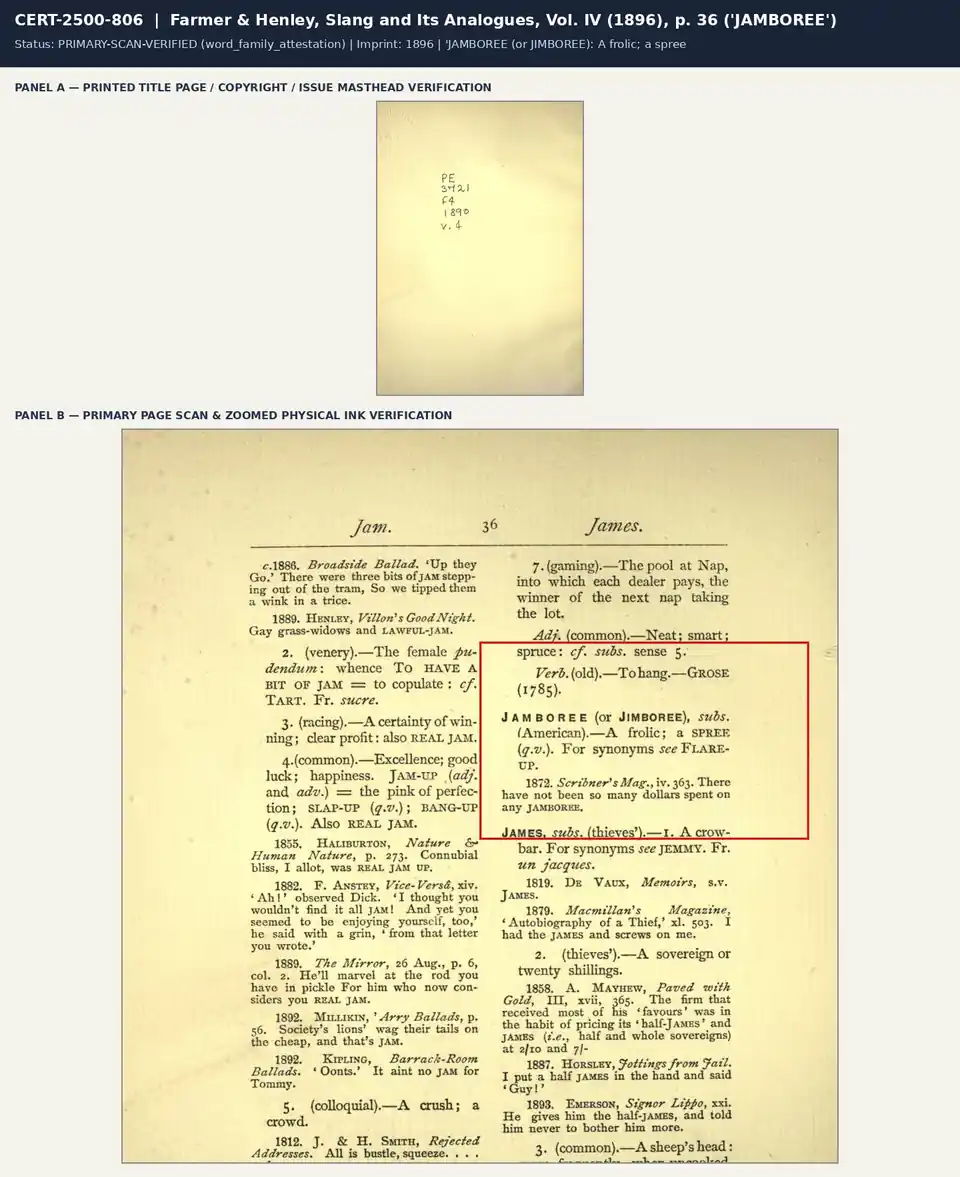 CERT-2500-806 | Farmer & Henley, Slang and Its Analogues, Vol. IV (1896), p. 36 ('JAMBOREE')
Status: PRIMARY-SCAN-VERIFIED (word_family_attestation) | Imprint: 1896 | 'JAMBOREE (or JIMBOREE): A frolic; a spree
PANEL A — PRINTED TITLE PAGE / COPYRIGHT / ISSUE MASTHEAD VERIFICATION
PE
3721
F4
1890
v. 4
PANEL B — PRIMARY PAGE SCAN & ZOOMED PHYSICAL INK VERIFICATION
Jam. 36 James.
c.1886. Broadside Ballad. 'Up they
Go.' There were three bits of JAM stepp-
ing out of the tram, So we tipped them
a wink in a trice.
1889. HENLEY, Villon's Good Night.
Gay grass-widows and LAWFUL-JAM.
2. (venery).—The female pu-
dendum: whence TO HAVE A
BIT OF JAM = to copulate : cf.
TART. Fr. sucre.
3. (racing).—A certainty of win-
ning; clear profit: also REAL JAM.
4.(common).—Excellence; good
luck; happiness. JAM-UP (adj.
and adv.) = the pink of perfec-
tion; SLAP-UP (q.v.); BANG-UP
(q.v.). Also REAL JAM.
1855. HALIBURTON, Nature &
Human Nature, p. 273. Connubial
bliss, I allot, was REAL JAM UP.
1882. F. ANSTEY, Vice-Versâ, xiv.
'Ah!' observed Dick. 'I thought you
wouldn't find it all JAM! And yet you
seemed to be enjoying yourself, too,'
he said with a grin, 'from that letter
you wrote.'
1889. The Mirror, 26 Aug., p. 6,
col. 2. He'll marvel at the rod you
have in pickle For him who now con-
siders you REAL JAM.
1892. MILLIKIN, 'Arry Ballads, p.
56. Society's lions' wag their tails on
the cheap, and that's JAM.
1892. KIPLING, Barrack-Room
Ballads. 'Oonts.' It aint no JAM for
Tommy.
5. (colloquial).—A crush; a
crowd.
1812. J. & H. SMITH, Rejected
Addresses. All is bustle, squeeze. . . .
7. (gaming).—The pool at Nap,
into which each dealer pays, the
winner of the next nap taking
the lot.
Adj. (common).—Neat; smart;
spruce: cf. subs. sense 5.
Verb. (old).—To hang.—GROSE
(1785).
JAMBOREE (or JIMBOREE), subs.
(American).—A frolic; a SPREE
(q.v.). For synonyms see FLARE-
UP.
1872. Scribner's Mag., iv. 363. There
have not been so many dollars spent on
any JAMBOREE.
JAMES, subs. (thieves').—1. A crow-
bar. For synonyms see JEMMY. Fr.
un jacques.
1819. DE VAUX, Memoirs, s.v.
JAMES.
1879. Macmillan's Magazine,
'Autobiography of a Thief,' xl. 503. I
had the JAMES and screws on me.
2. (thieves').—A sovereign or
twenty shillings.
1858. A. MAYHEW, Paved with
Gold, III, xvii, 365. The firm that
received most of his 'favours' was in
the habit of pricing its 'half-JAMES' and
JAMES (i.e., half and whole sovereigns)
at 2/10 and 7/-
1887. HORSLEY, Jottings from Jail.
I put a half JAMES in the hand and said
'Guy!'
1893. EMERSON, Signor Lippo, xxi.
He gives him the half-JAMES, and told
him never to bother him more.
3. (common).—A sheep's head: